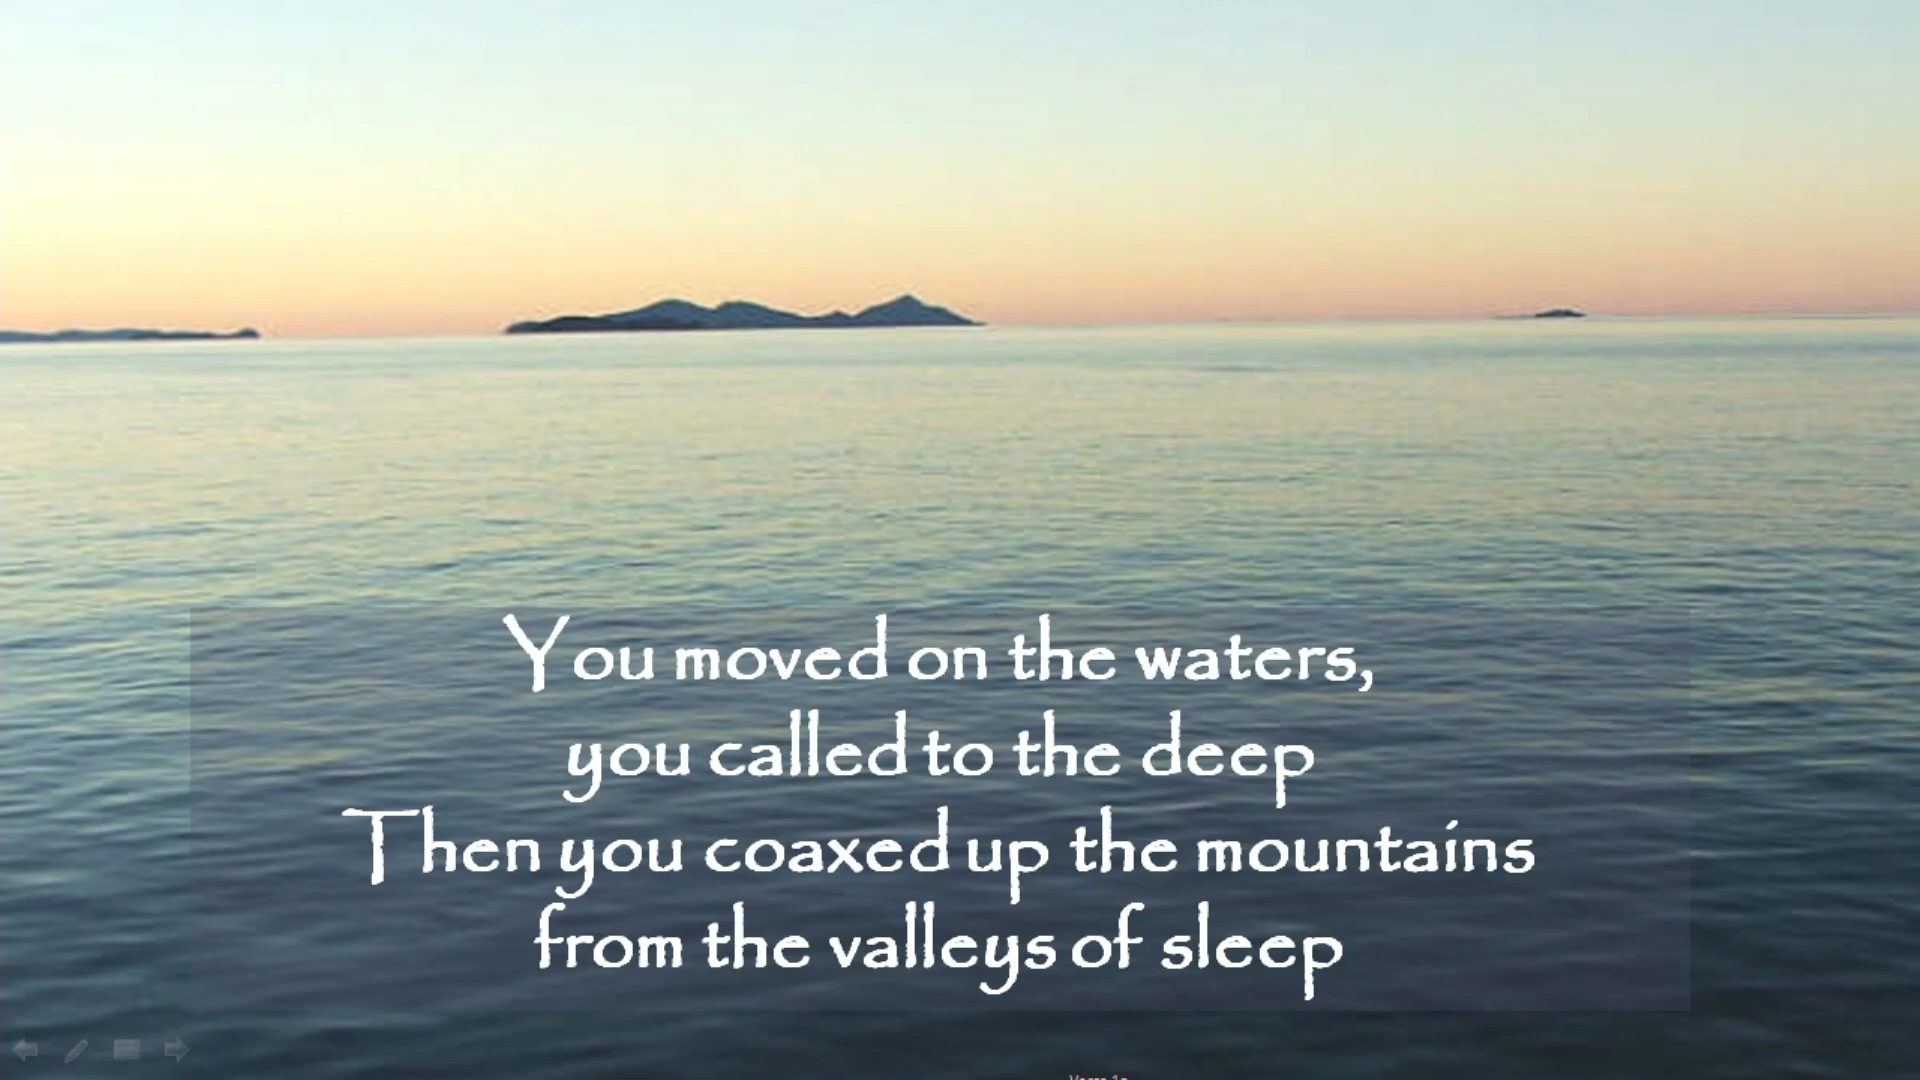 You moved on the waters,
you called to the deep
Then you coaxed up the mountains
from the valleys of sleep